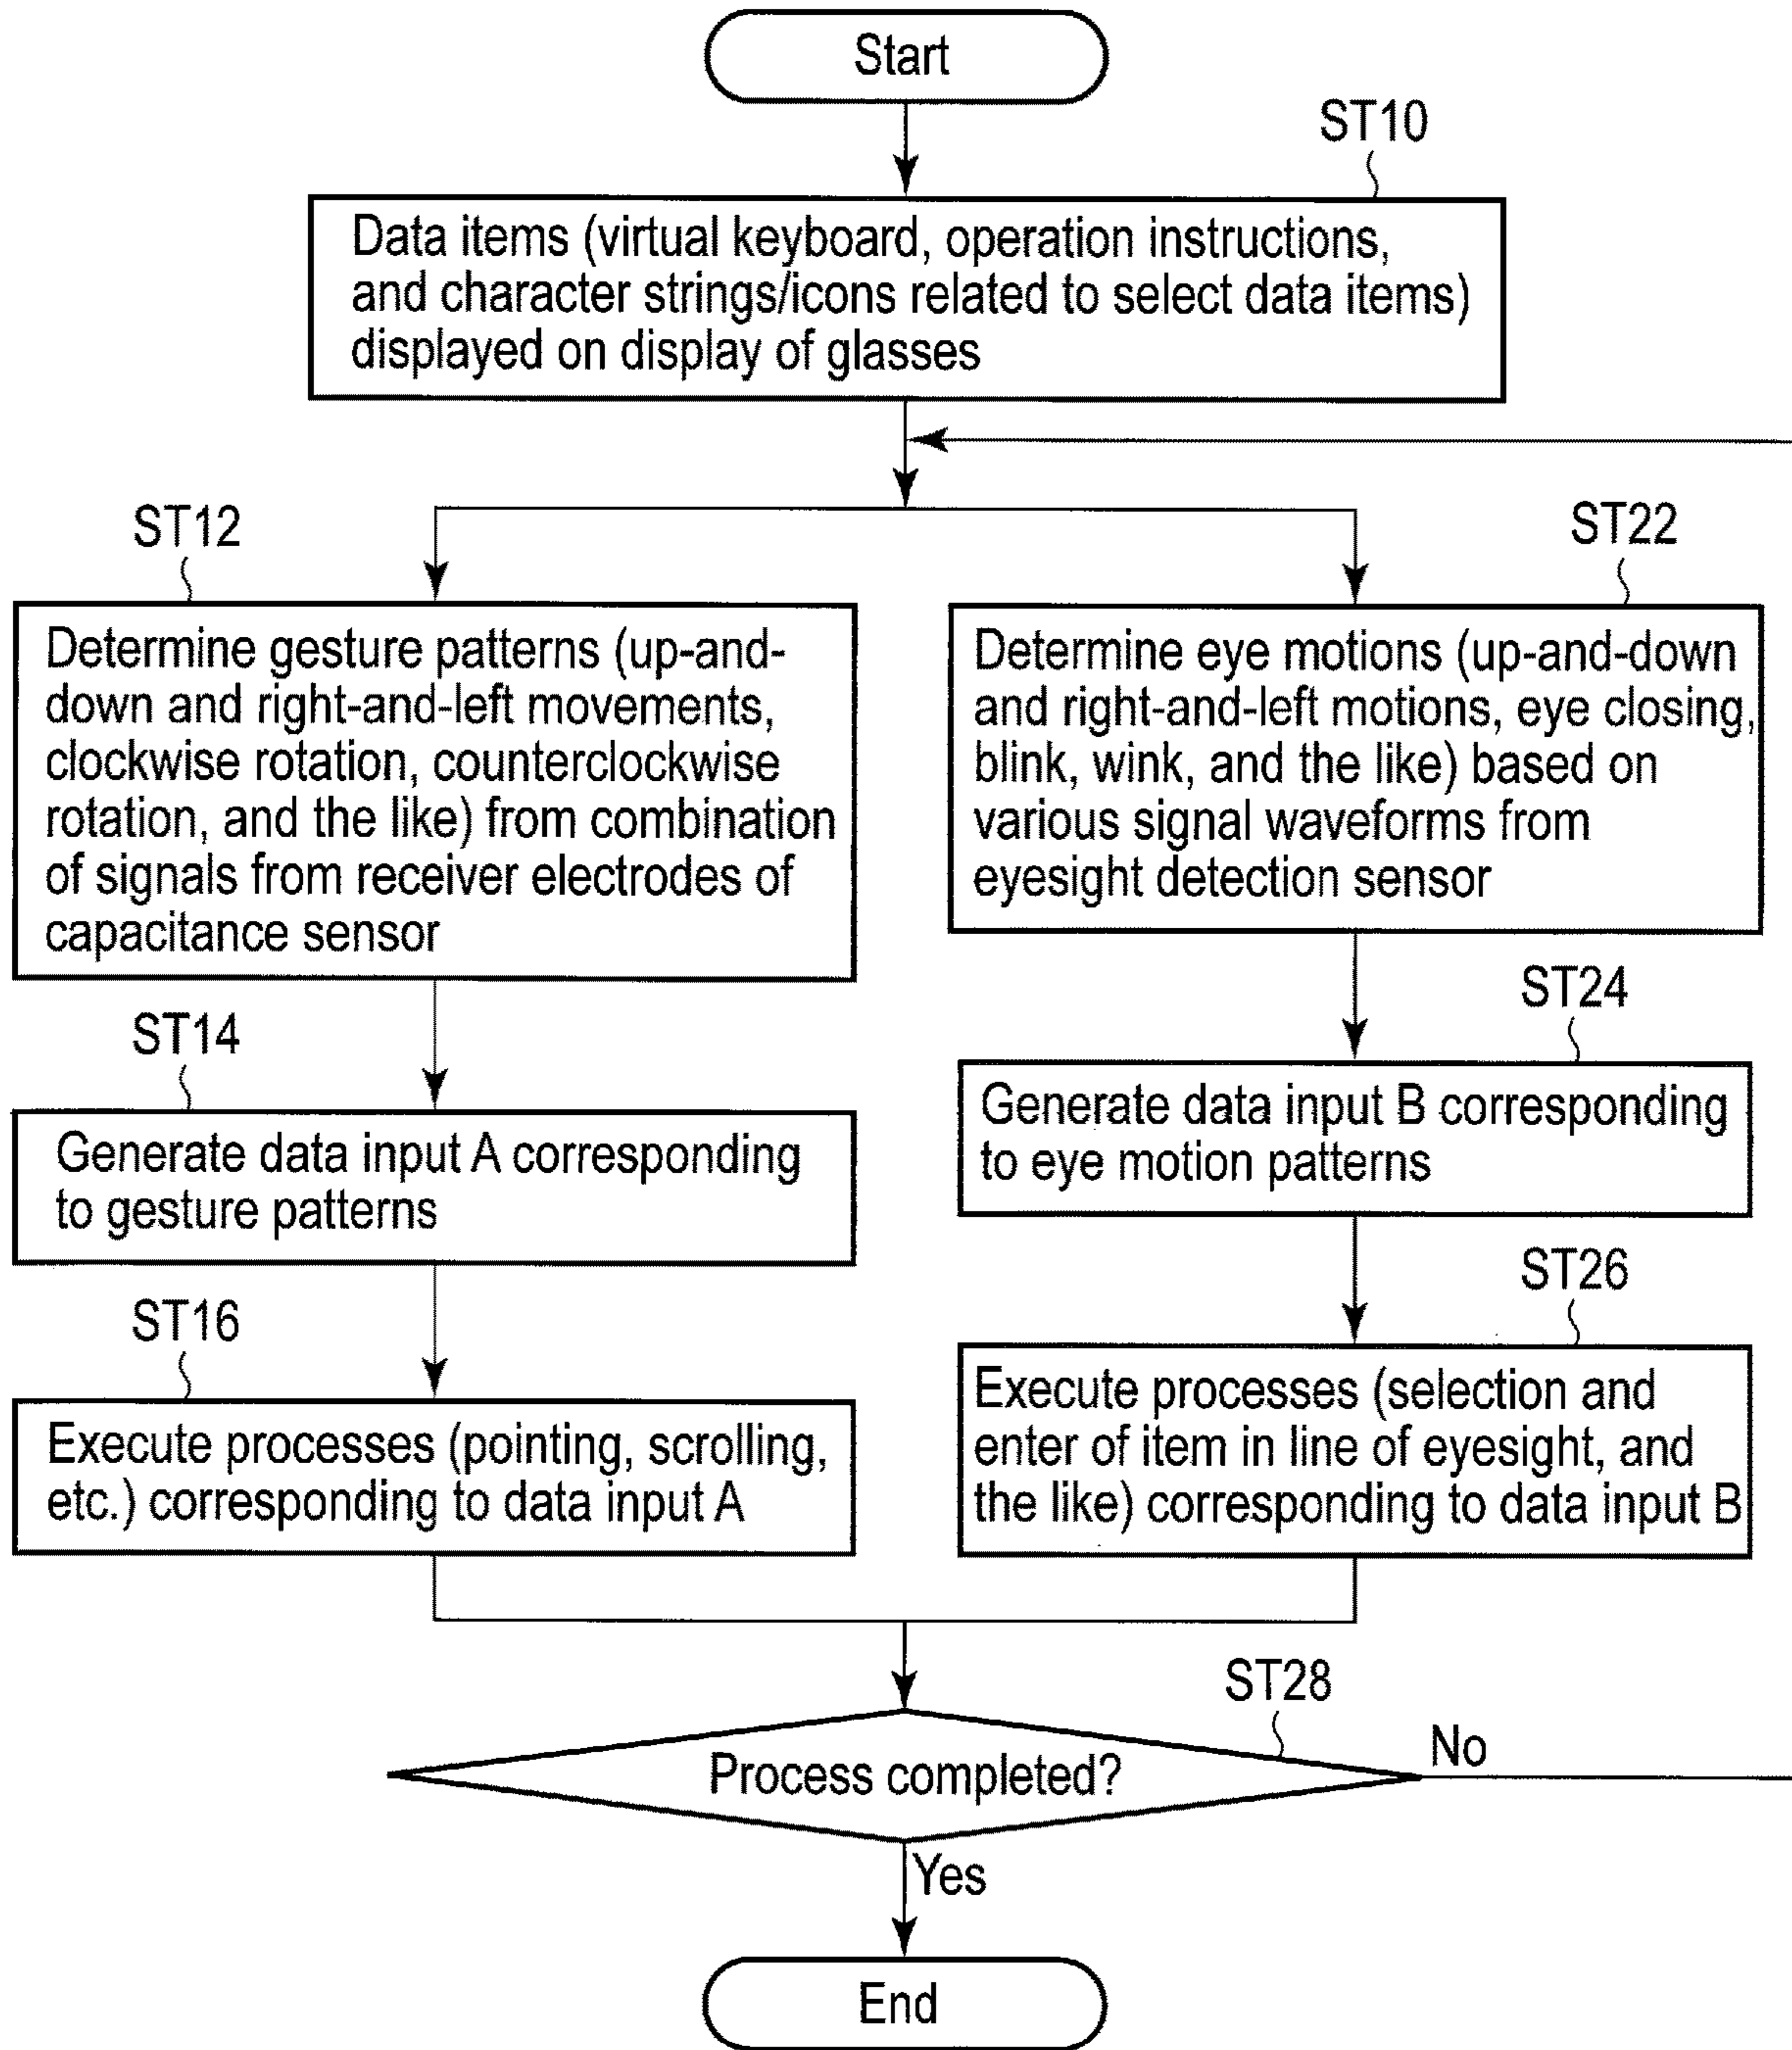 Start
ST10
Data items (virtual keyboard, operation instructions,
and character strings/icons related to select data items)
displayed on display of glasses
ST12
Determine gesture patterns (up-and-
down and right-and-left movements,
clockwise rotation, counterclockwise
rotation, and the like) from combination
of signals from receiver electrodes of
capacitance sensor
ST22
Determine eye motions (up-and-down
and right-and-left motions, eye closing,
blink, wink, and the like) based on
various signal waveforms from
eyesight detection sensor
ST14
Generate data input A corresponding
to gesture patterns
ST24
Generate data input B corresponding
to eye motion patterns
ST16
Execute processes (pointing, scrolling,
etc.) corresponding to data input A
ST26
Execute processes (selection and
enter of item in line of eyesight, and
the like) corresponding to data input B
ST28
Process completed?
No
Yes
End